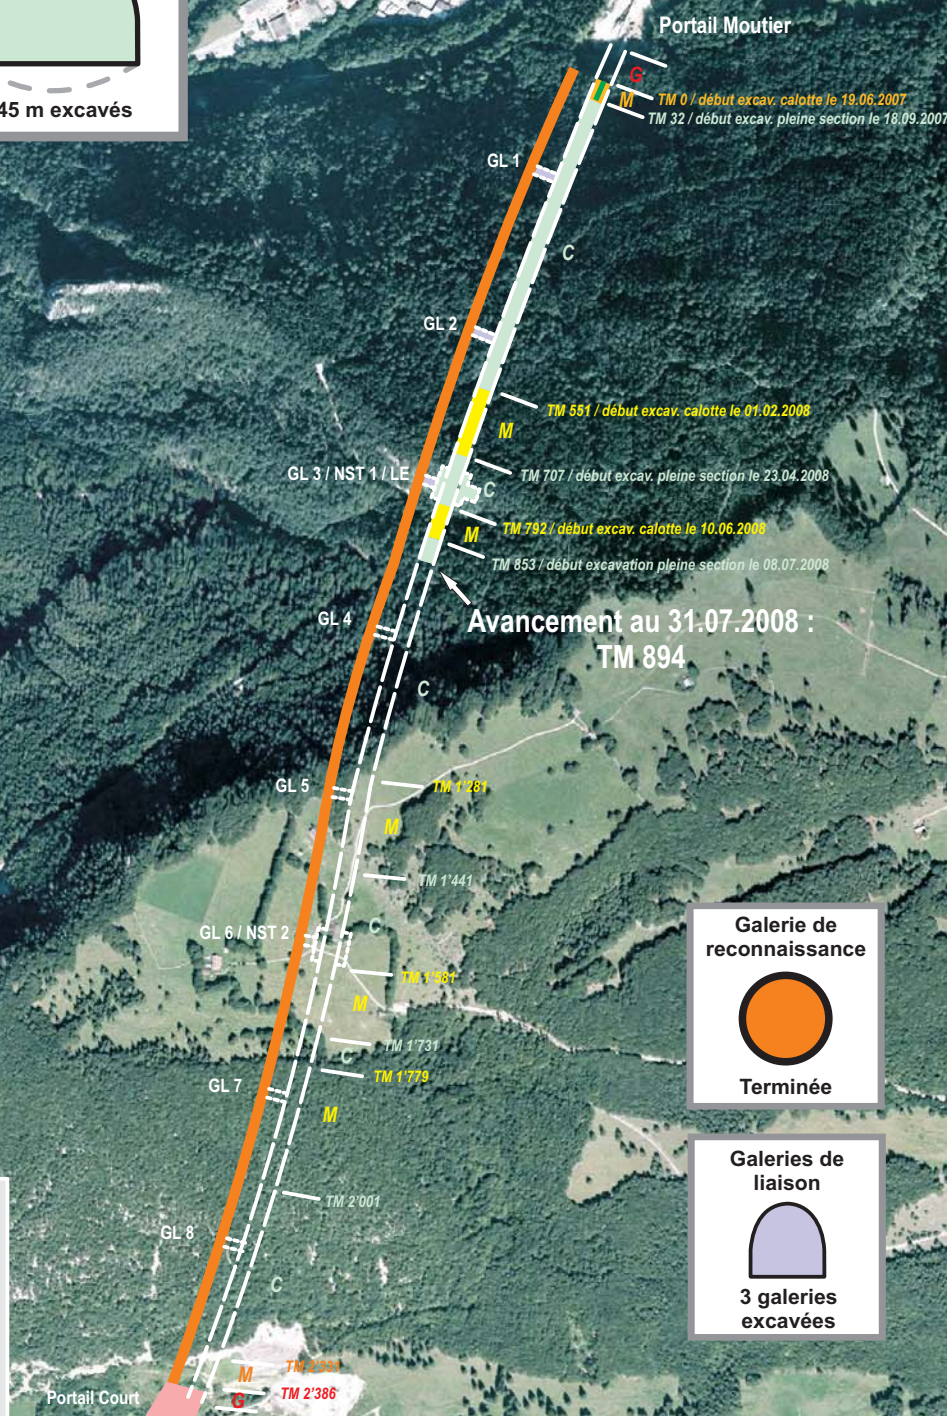 Portail Moutier
G
45 m excavés
M
TM 0 / début excav. calotte le 19.06.2007
TM 32 / début excav. pleine section le 18.09.2007
GL 1
C
GL 2
TM 551 / début excav. calotte le 01.02.2008
M
GL 3 / NST 1 / LE
TM 707 / début excav. pleine section le 23.04.2008
C
TM 792 / début excav. calotte le 10.06.2008
M
TM 853 / début excavation pleine section le 08.07.2008
GL 4
Avancement au 31.07.2008 :
TM 894
C
GL 5
TM 1'281
M
TM 1'441
GL 6 / NST 2
C
TM 1'581
M
TM 1'731
C
TM 1'779
GL 7
M
TM 2'001
GL 8
C
TM 2'331
M
TM 2'386
G
Portail Court
Galerie de
reconnaissance
Terminée
Galeries de
liaison
3 galeries
excavées